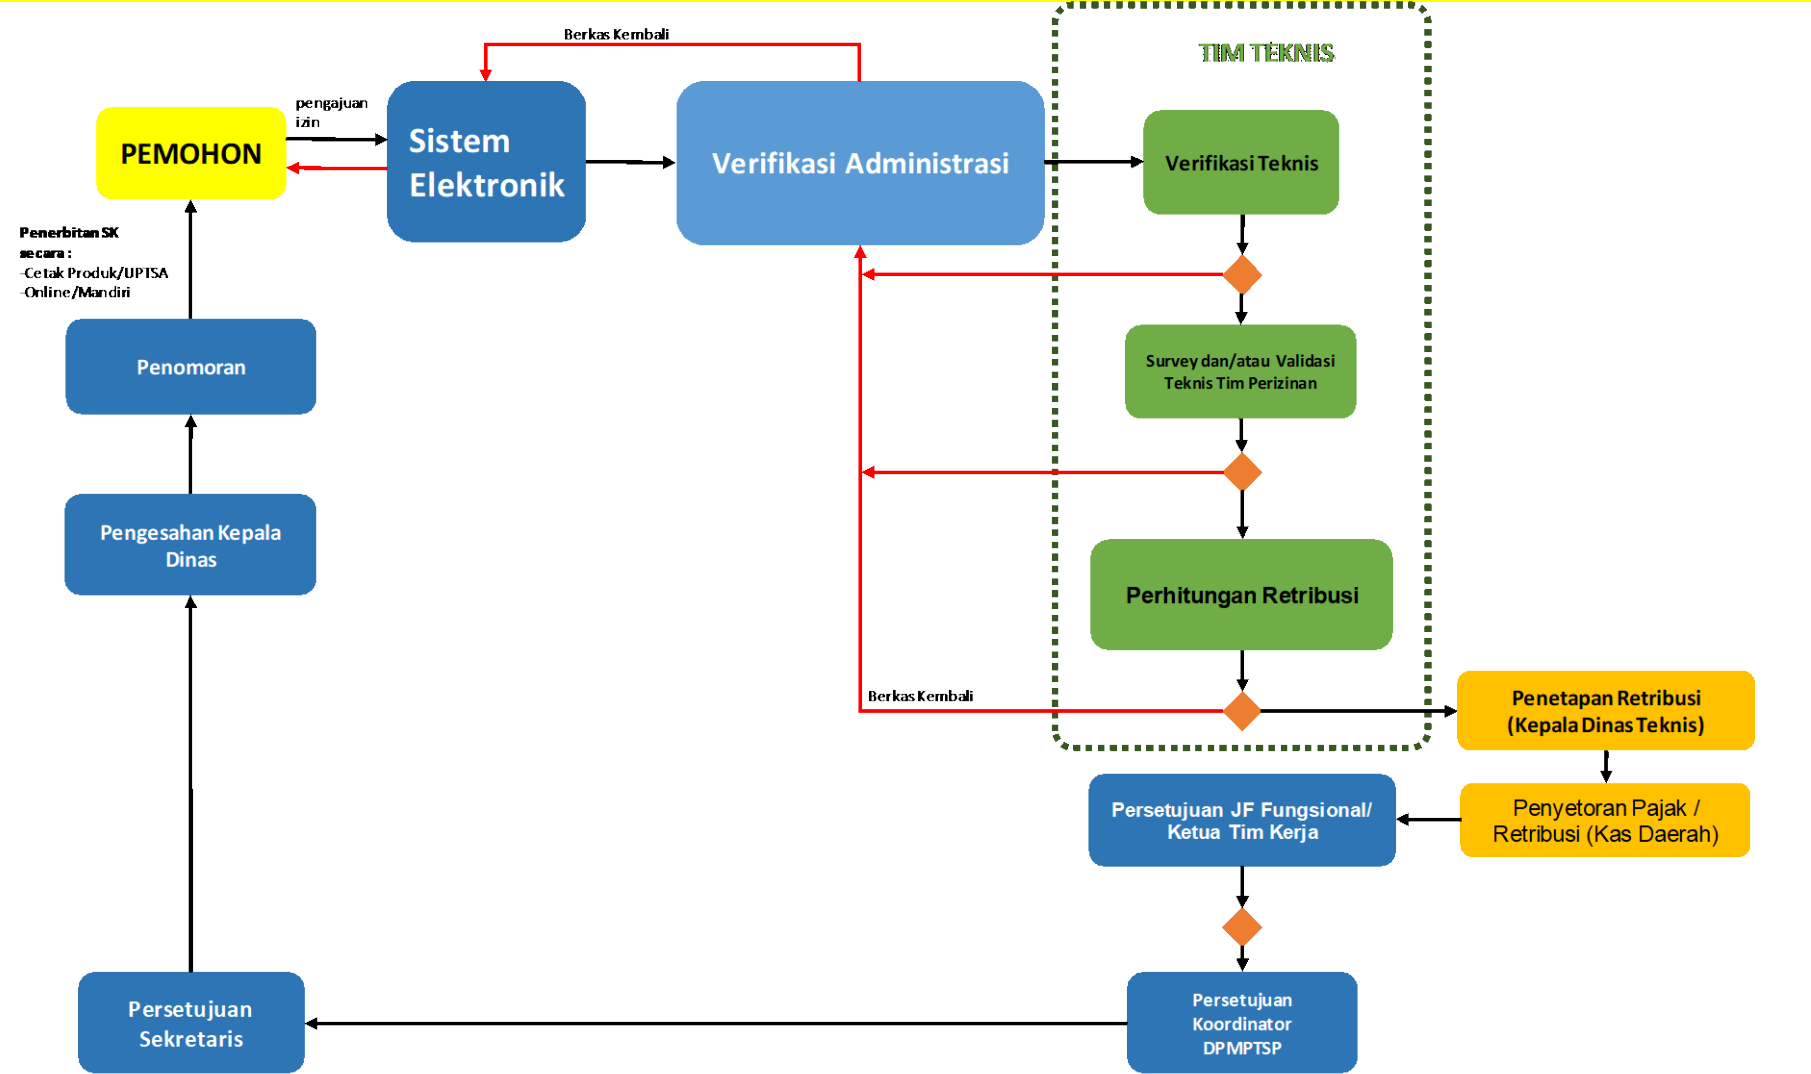 Berkas Kembali
TIM TEKNIS
pengajuan
izin
PEMOHON
Sistem
Elektronik
Verifikasi Administrasi
Verifikasi Teknis
Penerbitan SK
secara :
-Cetak Produk/UPTSA
-Online/Mandiri
Penomoran
Survey dan/atau Validasi
Teknis Tim Perizinan
Pengesahan Kepala
Dinas
Perhitungan Retribusi
Berkas Kembali
Penetapan Retribusi
(Kepala Dinas Teknis)
Persetujuan JF Fungsional/
Ketua Tim Kerja
Penyetoran Pajak /
Retribusi (Kas Daerah)
Persetujuan
Sekretaris
Persetujuan
Koordinator
DPMPTSP